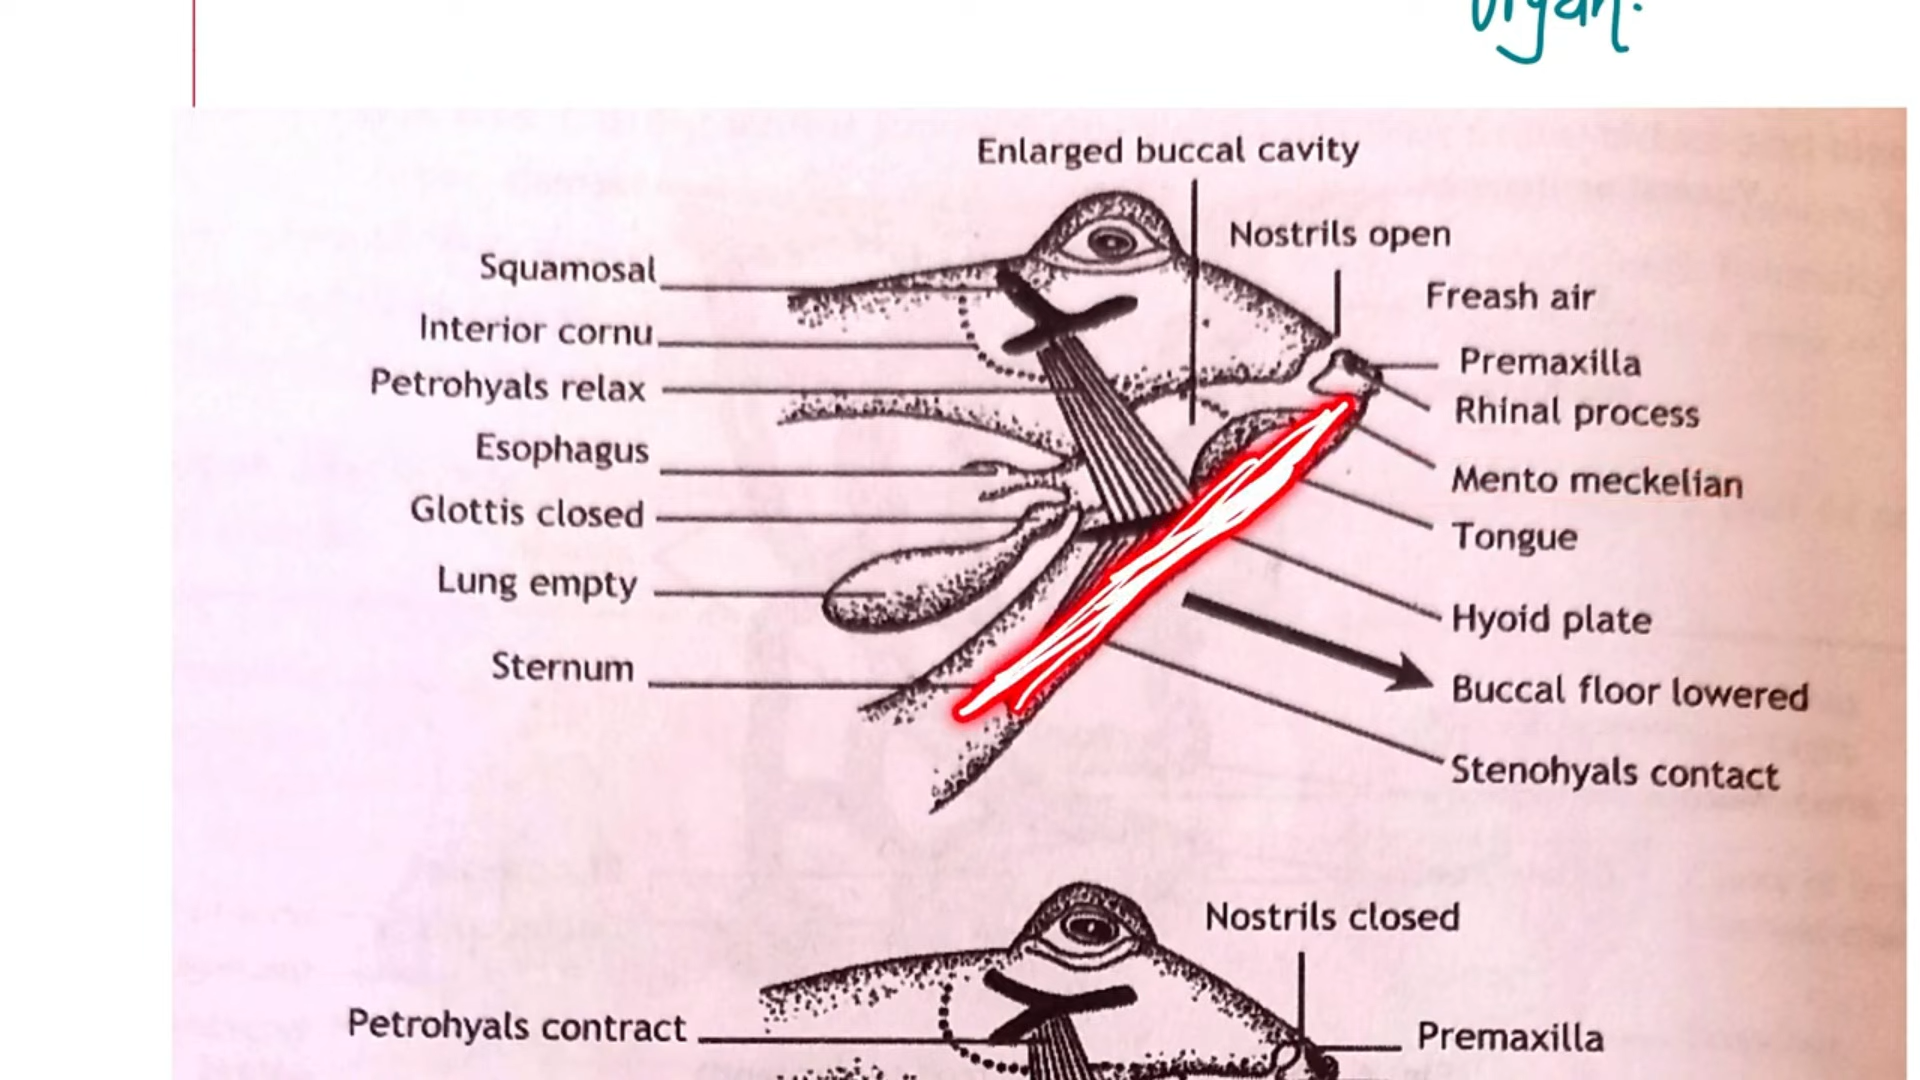 organ.
Enlarged buccal cavity
Nostrils open
Squamosal
Freash air
Interior cornu
Premaxilla
Petrohyals relax
Rhinal process
Esophagus
Mento meckelian
Glottis closed
Tongue
Lung empty
Hyoid plate
Sternum
Buccal floor lowered
Stenohyals contact
Nostrils closed
Petrohyals contract
Premaxilla